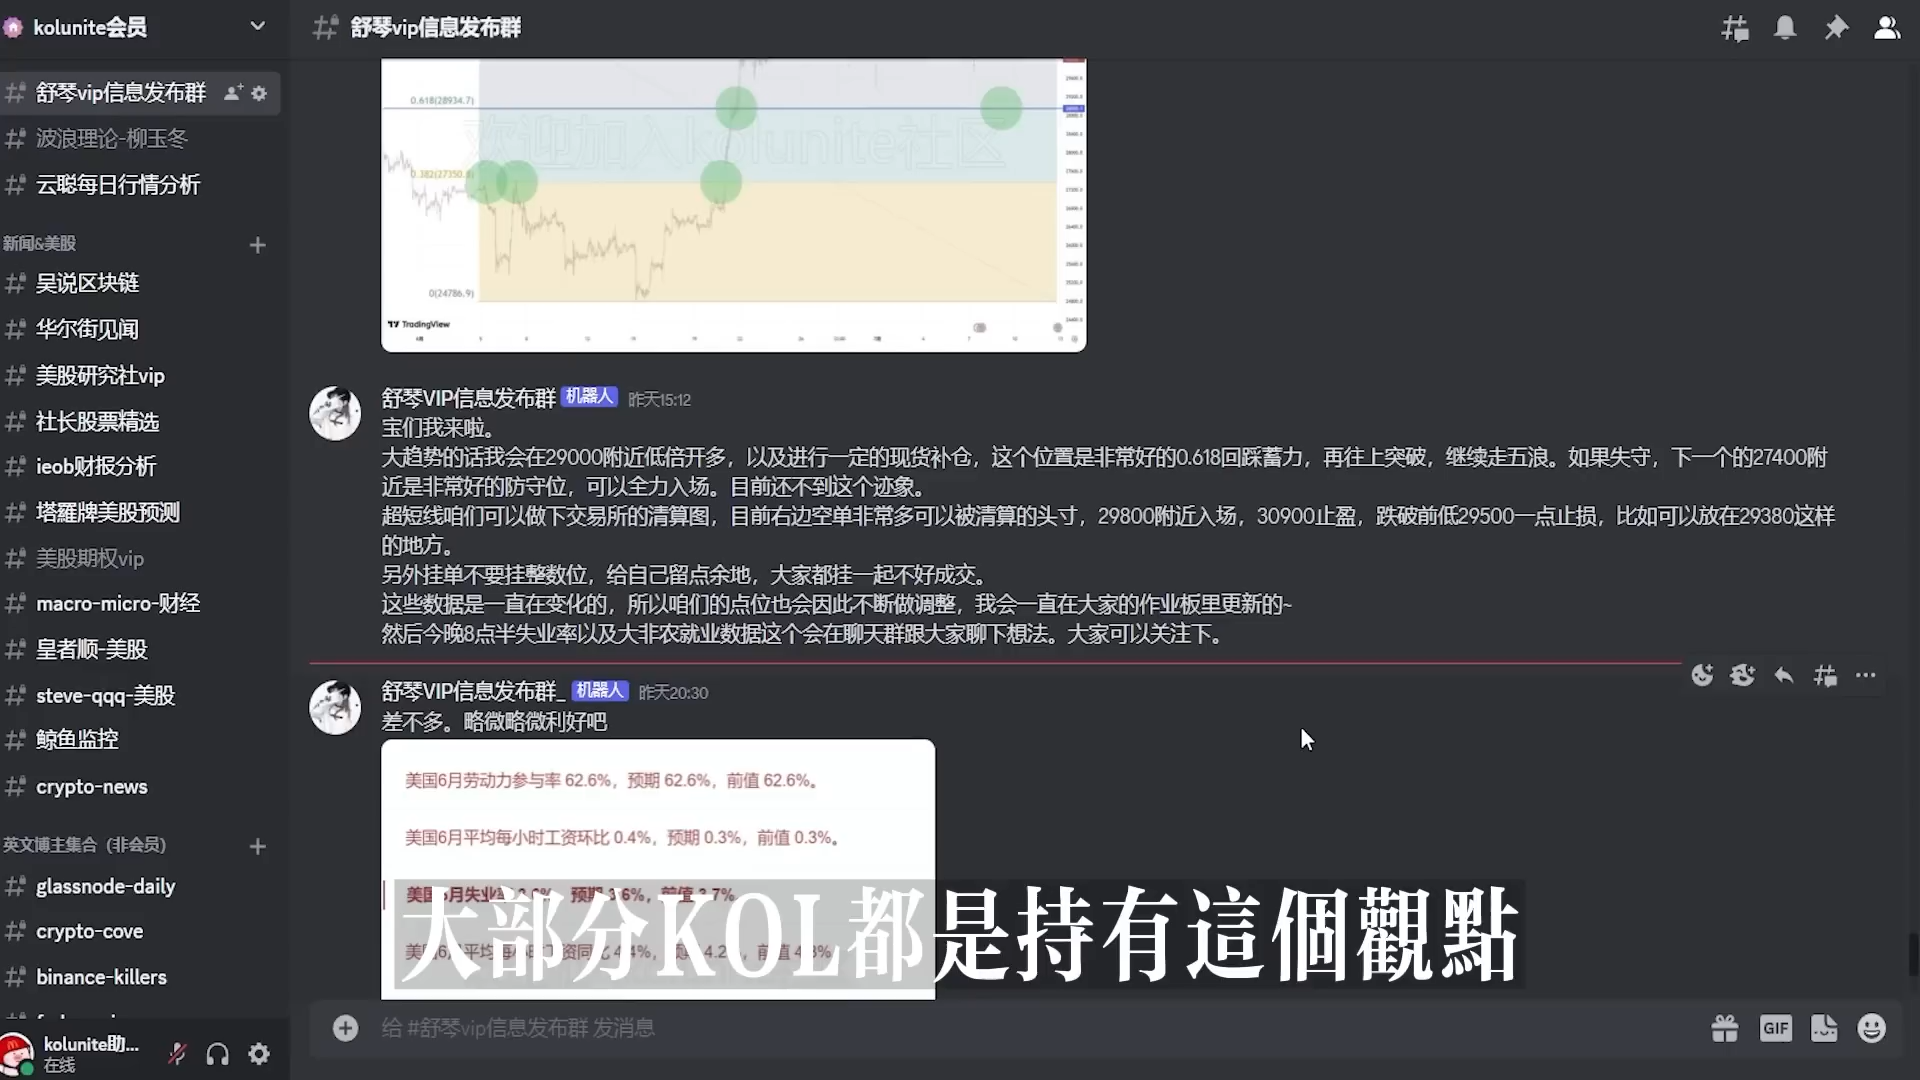 kolunite会员
舒琴vip信息发布群
舒琴vip信息发布群
波浪理论-柳玉冬
云聪每日行情分析
新闻&美股
吴说区块链
华尔街见闻
美股研究社vip
社长股票精选
ieob财报分析
塔羅牌美股预测
美股期权vip
macro-micro-财经
皇者顺-美股
steve-qqq-美股
鲸鱼监控
crypto-news
英文博主集合（非会员）
glassnode-daily
crypto-cove
binance-killers
kolunite助...
在线
0.618(28934.7)
欢迎加入kolunite社区
0(24786.9)
TradingView
舒琴VIP信息发布群 机器人 昨天15:12
宝们我来啦。
大趋势的话我会在29000附近低倍开多，以及进行一定的现货补仓，这个位置是非常好的0.618回踩蓄力，再往上突破，继续走五浪。如果失守，下一个的27400附
近是非常好的防守位，可以全力入场。目前还不到这个迹象。
超短线咱们可以做下交易所的清算图，目前右边空单非常多可以被清算的头寸，29800附近入场，30900止盈，跌破前低29500一点止损，比如可以放在29380这样
的地方。
另外挂单不要挂整数位，给自己留点余地，大家都挂一起不好成交。
这些数据是一直在变化的，所以咱们的点位也会因此不断做调整，我会一直在大家的作业板里更新的~
然后今晚8点半失业率以及大非农就业数据这个会在聊天群跟大家聊下想法。大家可以关注下。
舒琴VIP信息发布群_ 机器人 昨天20:30
差不多。略微略微利好吧
美国6月劳动力参与率 62.6%，预期 62.6%，前值 62.6%。
美国6月平均每小时工资环比 0.4%，预期 0.3%，前值 0.3%。
大部分KOL都是持有這個觀點
给 #舒琴vip信息发布群 发消息
GIF